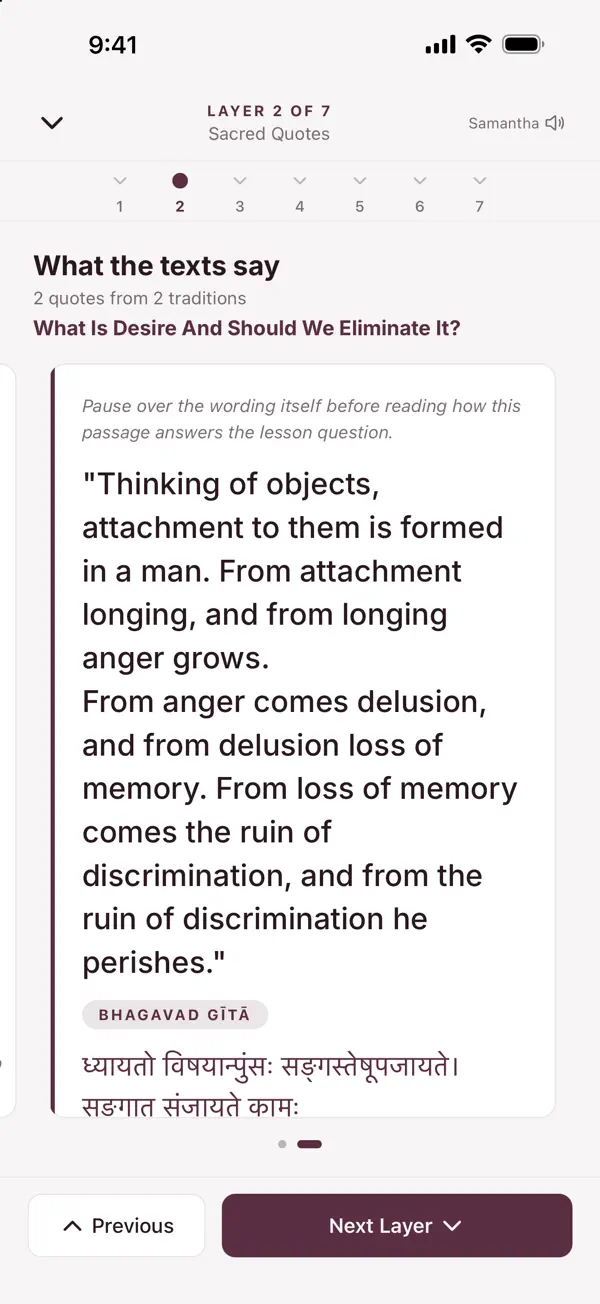 9:41
LAYER 2 OF 7
Sacred Quotes
Samantha
1 2 3 4 5 6 7
What the texts say
2 quotes from 2 traditions
What Is Desire And Should We Eliminate It?
Pause over the wording itself before reading how this
passage answers the lesson question.
"Thinking of objects,
attachment to them is formed
in a man. From attachment
longing, and from longing
anger grows.
From anger comes delusion,
and from delusion loss of
memory. From loss of memory
comes the ruin of
discrimination, and from the
ruin of discrimination he
perishes."
BHAGAVAD GĪTĀ
ध्यायतो विषयान्पुंसः सङ्गस्तेषूपजायते।
सङ्गात् संजायते कामः
Previous
Next Layer